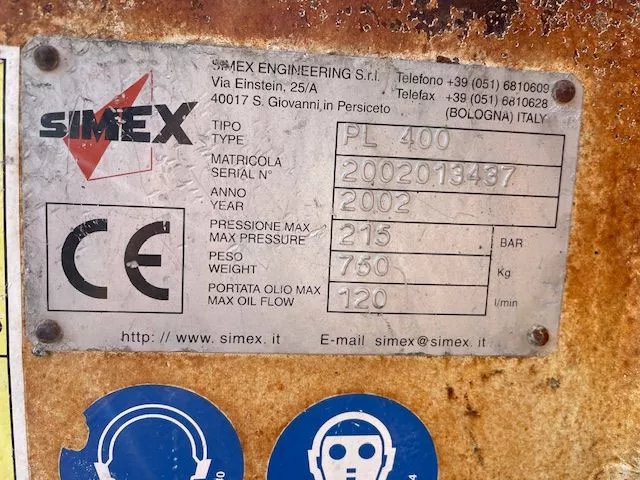 SIMEX
SIMEX ENGINEERING S.r.l.
Via Einstein, 25/A
40017 S. Giovanni in Persiceto
Telefono +39 (051) 6810609
Telefax +39 (051) 6810628
(BOLOGNA) ITALY
TIPO
TYPE
PL 400
MATRICOLA
SERIAL N°
2002013437
ANNO
YEAR
2002
PRESSIONE MAX
MAX PRESSURE
215
BAR
PESO
WEIGHT
760
Kg
PORTATA OLIO MAX
MAX OIL FLOW
120
l/min
CE
http: // www. simex. it
E-mail simex@simex. it